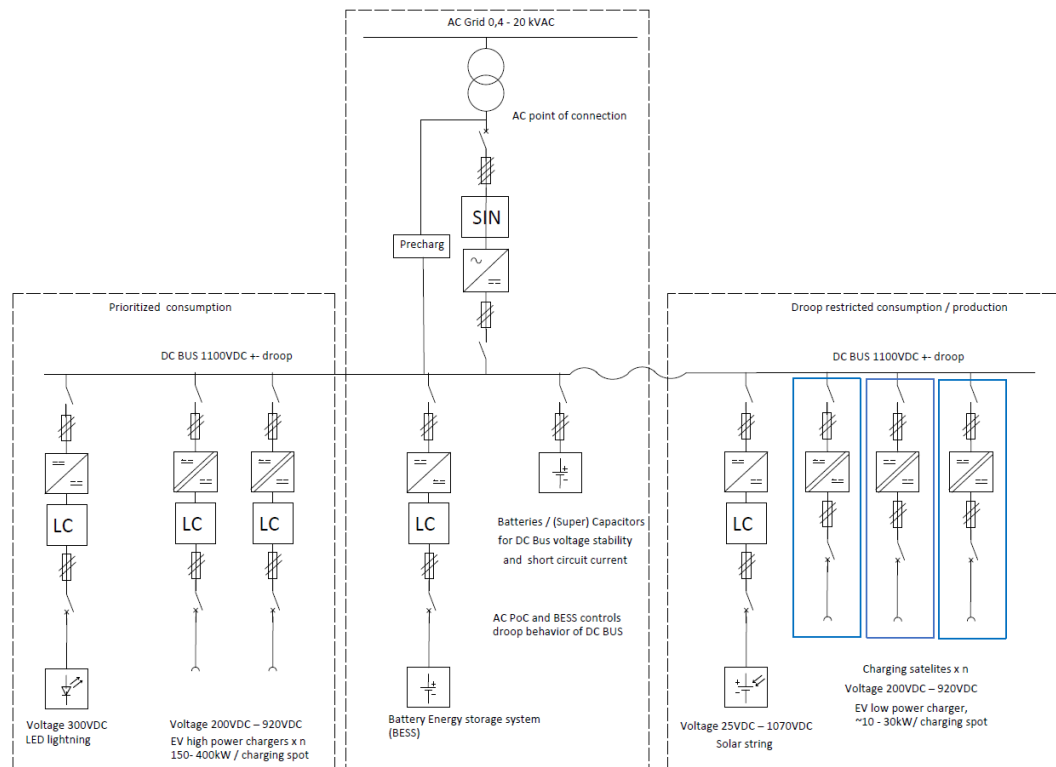 AC Grid 0,4 - 20 kVAC
AC point of connection
SIN
Precharg
Prioritized consumption
DC BUS 1100VDC +- droop
LC
LC
LC
Voltage 300VDC
LED lightning
Voltage 200VDC – 920VDC
EV high power chargers x n
150- 400kW / charging spot
LC
Batteries / (Super) Capacitors
for DC Bus voltage stability
and short circuit current
AC PoC and BESS controls
droop behavior of DC BUS
Battery Energy storage system
(BESS)
Droop restricted consumption / production
DC BUS 1100VDC +- droop
LC
Voltage 25VDC – 1070VDC
Solar string
Charging satelites x n
Voltage 200VDC – 920VDC
EV low power charger,
~10 - 30kW/ charging spot